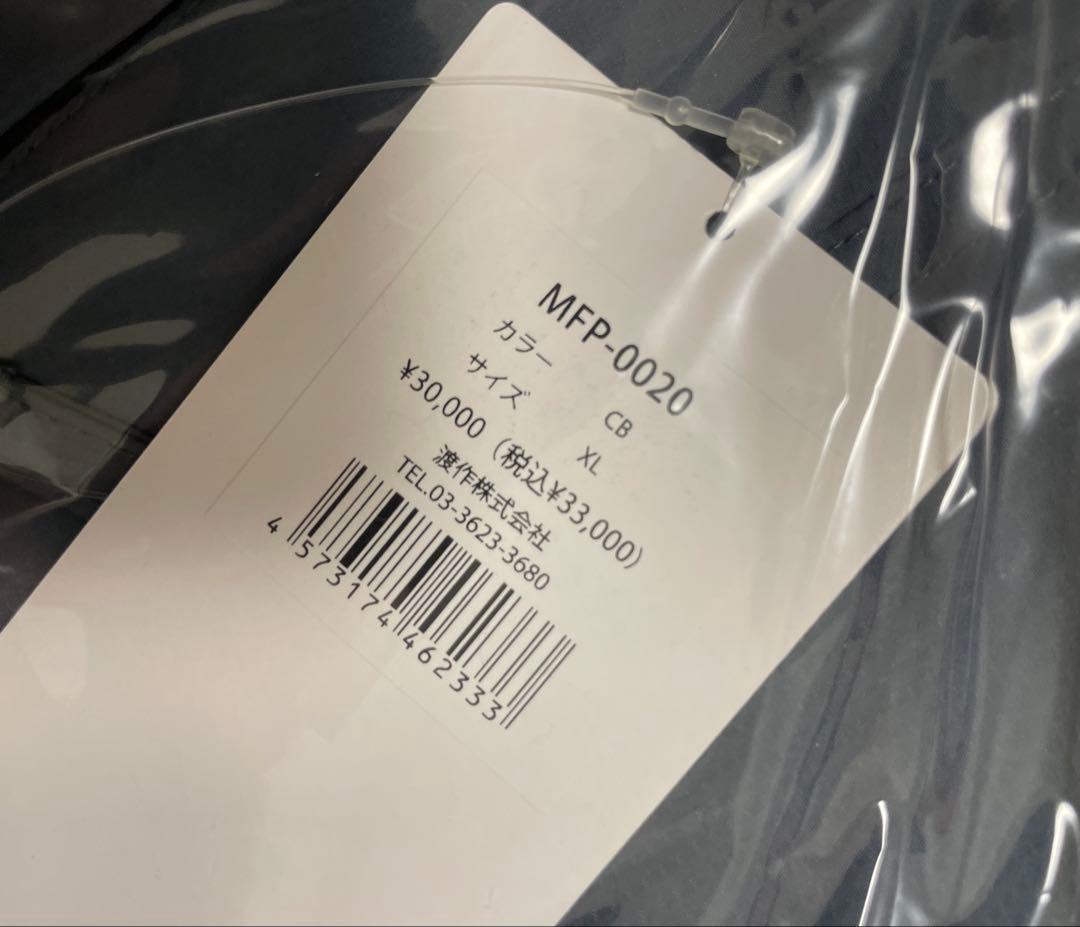 MFP-0020
カラー CB
サイズ XL
¥30,000（税込¥33,000）
渡作株式会社
TEL.03-3623-3680
4 573174 462333